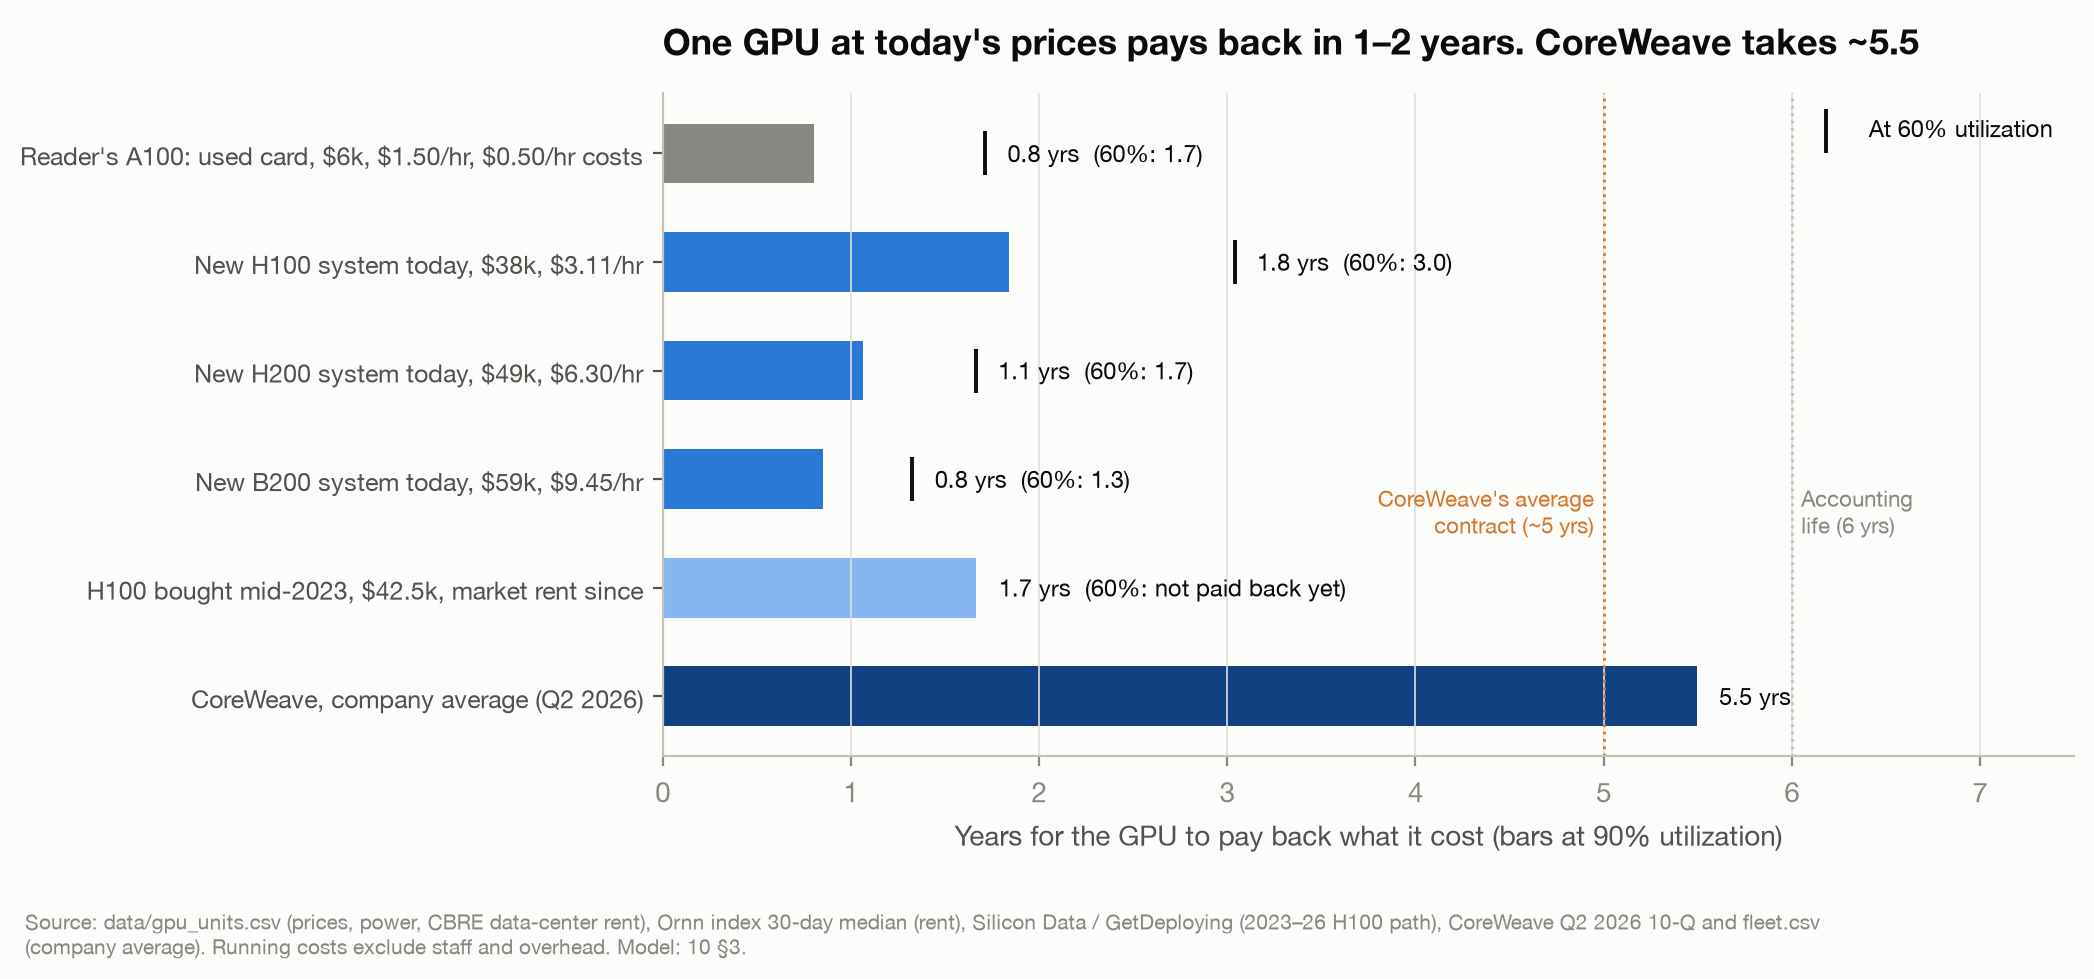 One GPU at today's prices pays back in 1–2 years. CoreWeave takes ~5.5
At 60% utilization
Reader's A100: used card, $6k, $1.50/hr, $0.50/hr costs
0.8 yrs (60%: 1.7)
New H100 system today, $38k, $3.11/hr
1.8 yrs (60%: 3.0)
New H200 system today, $49k, $6.30/hr
1.1 yrs (60%: 1.7)
New B200 system today, $59k, $9.45/hr
0.8 yrs (60%: 1.3)
CoreWeave's average
contract (~5 yrs)
Accounting
life (6 yrs)
H100 bought mid-2023, $42.5k, market rent since
1.7 yrs (60%: not paid back yet)
CoreWeave, company average (Q2 2026)
5.5 yrs
0 1 2 3 4 5 6 7
Years for the GPU to pay back what it cost (bars at 90% utilization)
Source: data/gpu_units.csv (prices, power, CBRE data-center rent), Ornn index 30-day median (rent), Silicon Data / GetDeploying (2023–26 H100 path), CoreWeave Q2 2026 10-Q and fleet.csv
(company average). Running costs exclude staff and overhead. Model: 10 §3.